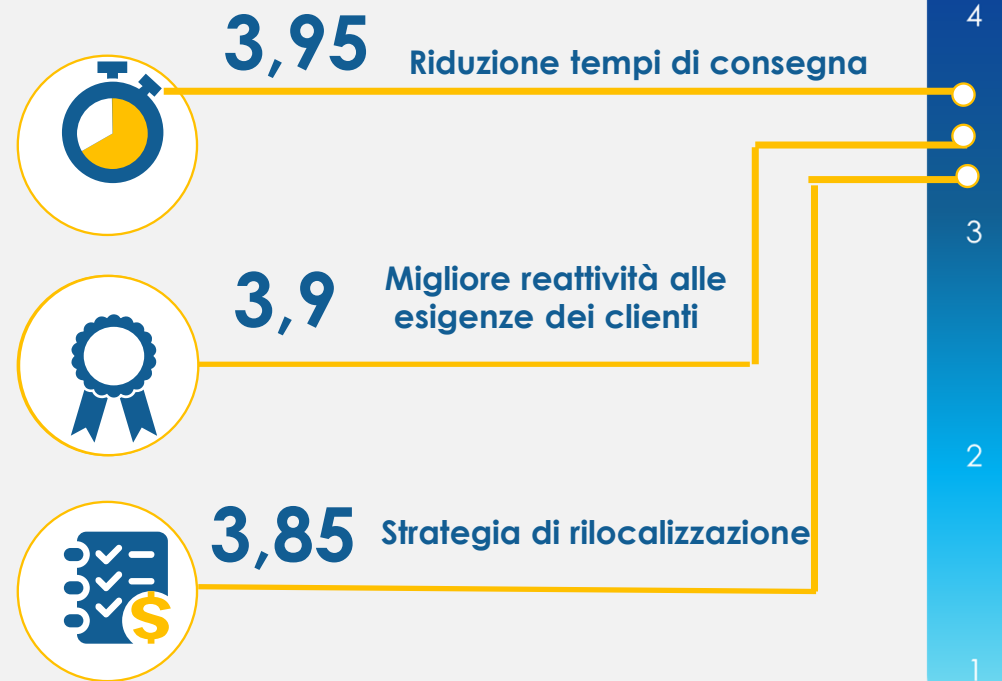 3,95
Riduzione tempi di consegna
3,9
Migliore reattività alle
esigenze dei clienti
3,85
Strategia di rilocalizzazione
$
4
3
2
1